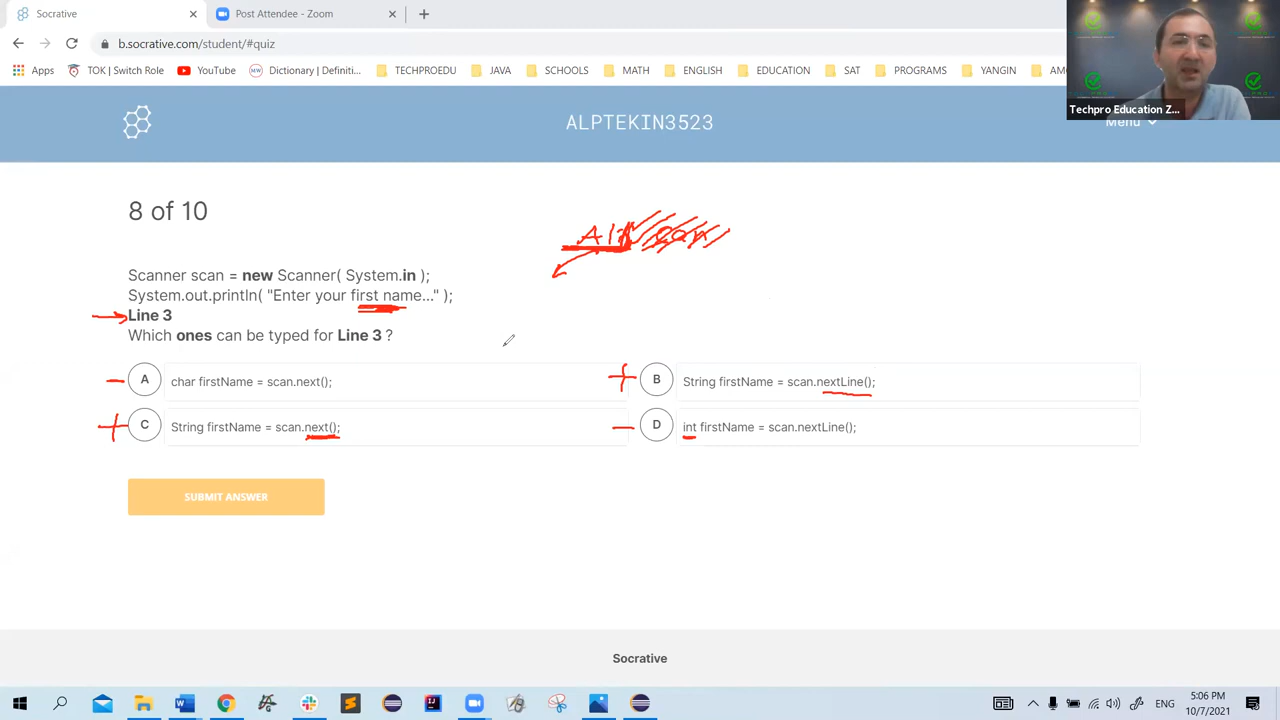 Socrative
Post Attendee - Zoom
b.socrative.com/student/#quiz
Apps TOK | Switch Role YouTube Dictionary | Definiti... TECHPROEDU JAVA SCHOOLS MATH ENGLISH EDUCATION SAT PROGRAMS YANGIN
Techpro Education Z...
ALPTEKIN3523
Menu
8 of 10
Ali can
Scanner scan = new Scanner( System.in );
System.out.println( "Enter your first name..." );
Line 3
Which ones can be typed for Line 3 ?
A char firstName = scan.next();
B String firstName = scan.nextLine();
C String firstName = scan.next();
D int firstName = scan.nextLine();
SUBMIT ANSWER
Socrative
ENG
5:06 PM
10/7/2021